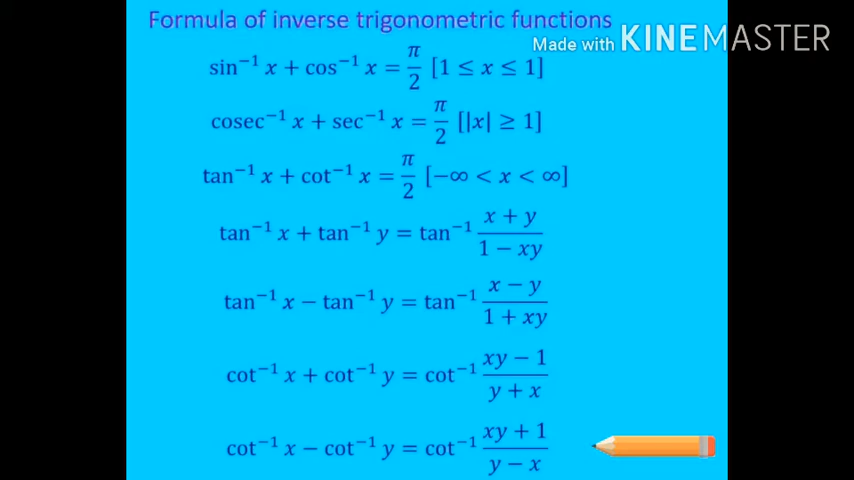 Formula of inverse trigonometric functions
Made with KINEMASTER
sin⁻¹ x + cos⁻¹ x = π/2 [1 ≤ x ≤ 1]
cosec⁻¹ x + sec⁻¹ x = π/2 [|x| ≥ 1]
tan⁻¹ x + cot⁻¹ x = π/2 [−∞ < x < ∞]
tan⁻¹ x + tan⁻¹ y = tan⁻¹ (x + y)/(1 − xy)
tan⁻¹ x − tan⁻¹ y = tan⁻¹ (x − y)/(1 + xy)
cot⁻¹ x + cot⁻¹ y = cot⁻¹ (xy − 1)/(y + x)
cot⁻¹ x − cot⁻¹ y = cot⁻¹ (xy + 1)/(y − x)